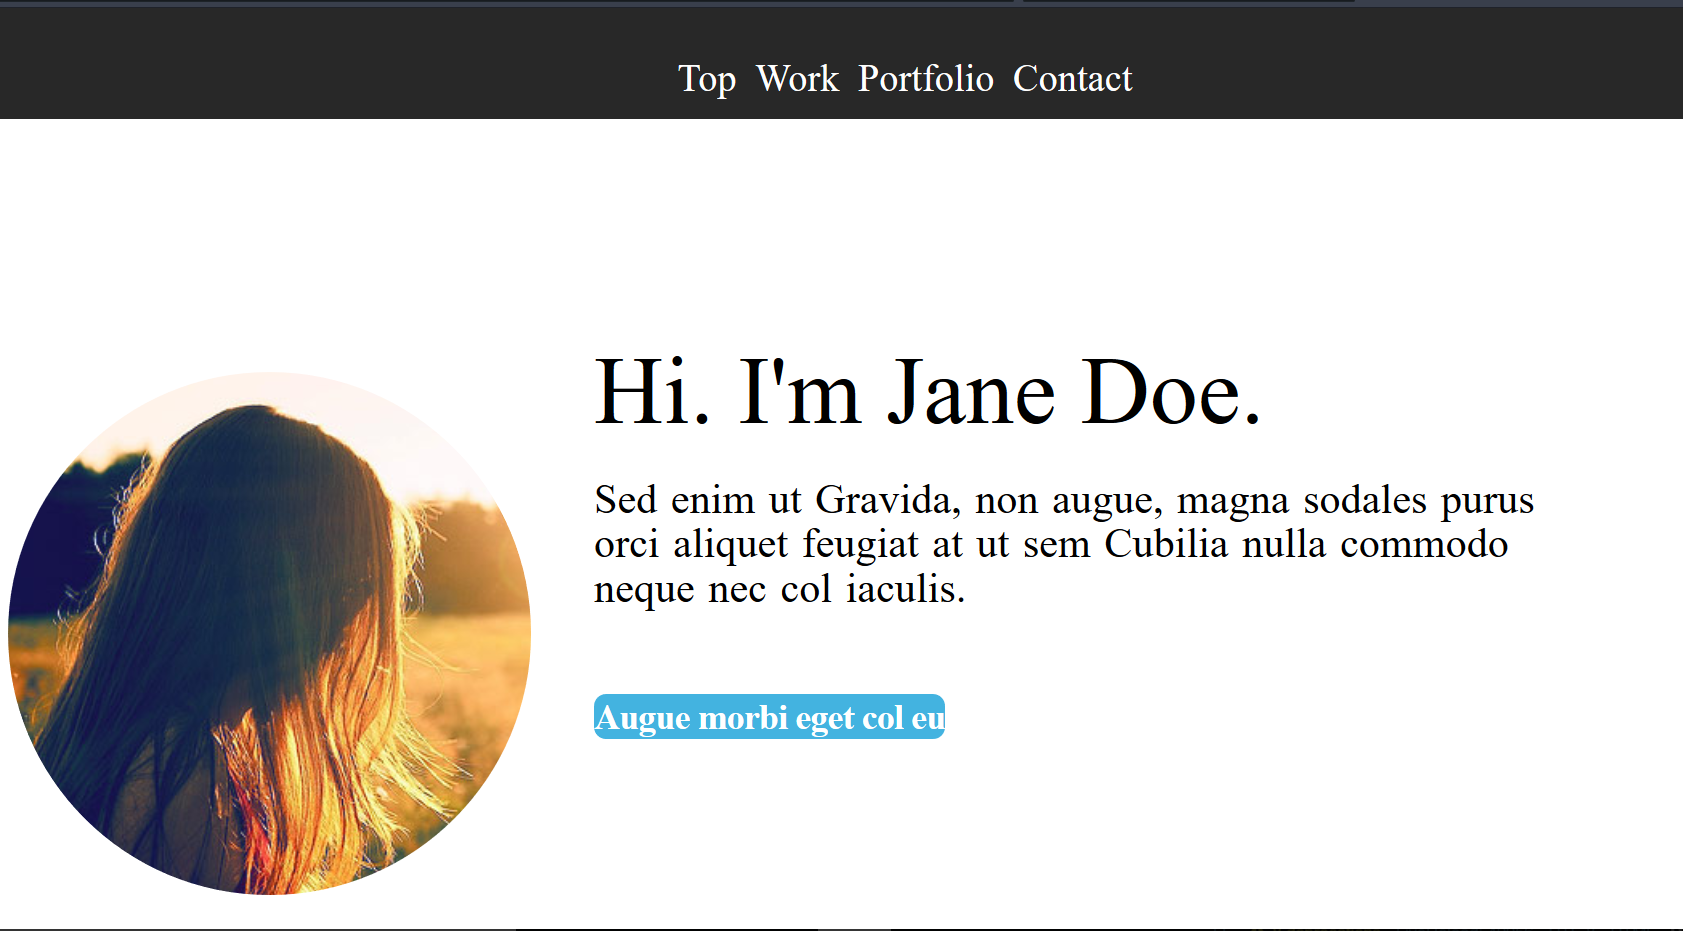 Top Work Portfolio Contact
Hi. I'm Jane Doe.
Sed enim ut Gravida, non augue, magna sodales purus
orci aliquet feugiat at ut sem Cubilia nulla commodo
neque nec col iaculis.
Augue morbi eget col eu